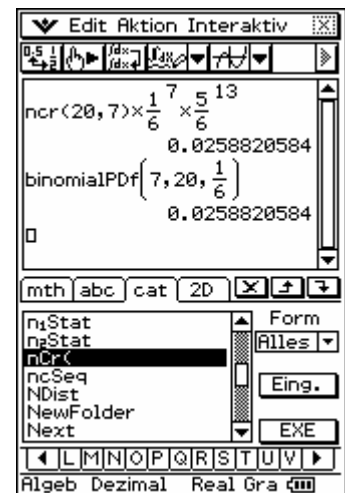 Edit Aktion Interaktiv
ncr(20,7)×1/6^7×5/6^13
0.0258820584
binomialPDf(7,20,1/6)
0.0258820584
mth abc cat 2D
n₁Stat
n₂Stat
nCr(
ncSeq
NDist
NewFolder
Next
Form
Alles
Eing.
EXE
L M N O P Q R S T U V
Algeb Dezimal Real Gra